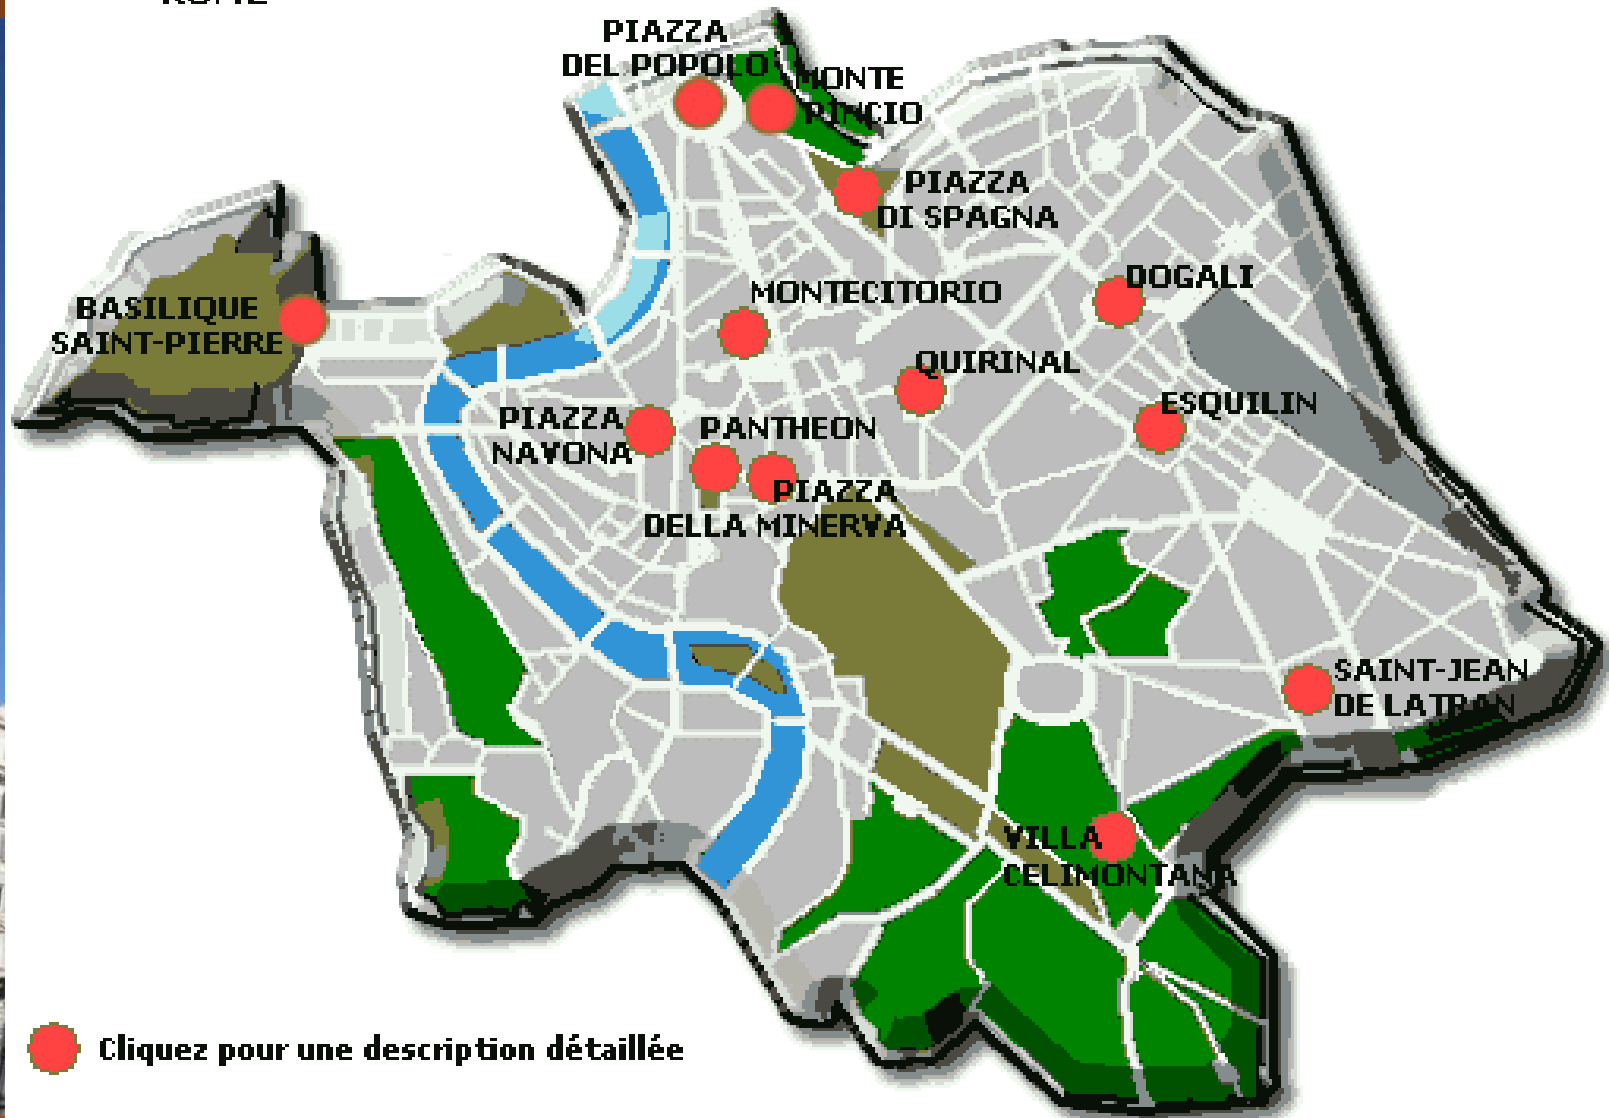 PIAZZA
DEL POPOLO
MONTE
PINCIO
PIAZZA
DI SPAGNA
DOGALI
MONTECITORIO
BASILIQUE
SAINT-PIERRE
QUIRINAL
ESQUILIN
PIAZZA
NAVONA
PANTHEON
PIAZZA
DELLA MINERVA
SAINT-JEAN
DE LATRAN
VILLA
CELIMONTANA
Cliquez pour une description détaillée